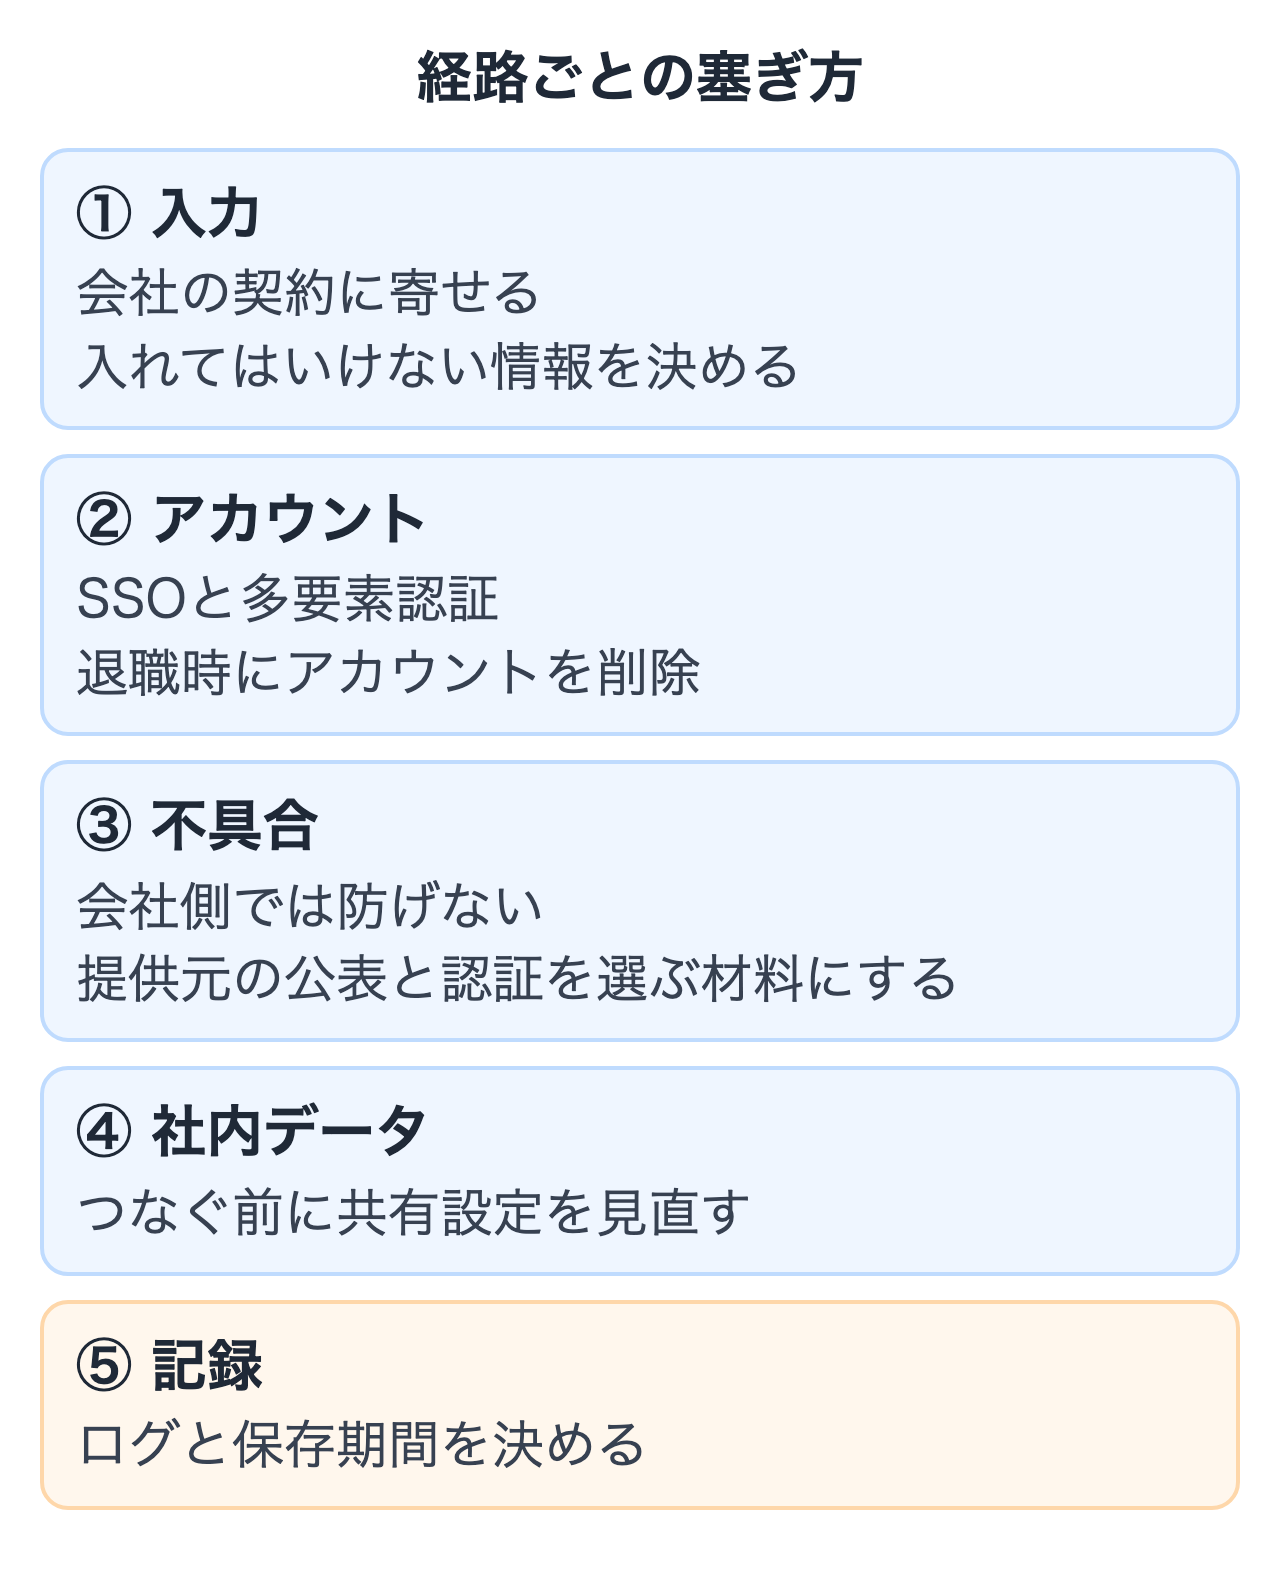 経路ごとの塞ぎ方
① 入力
会社の契約に寄せる
入れてはいけない情報を決める
② アカウント
SSOと多要素認証
退職時にアカウントを削除
③ 不具合
会社側では防げない
提供元の公表と認証を選ぶ材料にする
④ 社内データ
つなぐ前に共有設定を見直す
⑤ 記録
ログと保存期間を決める